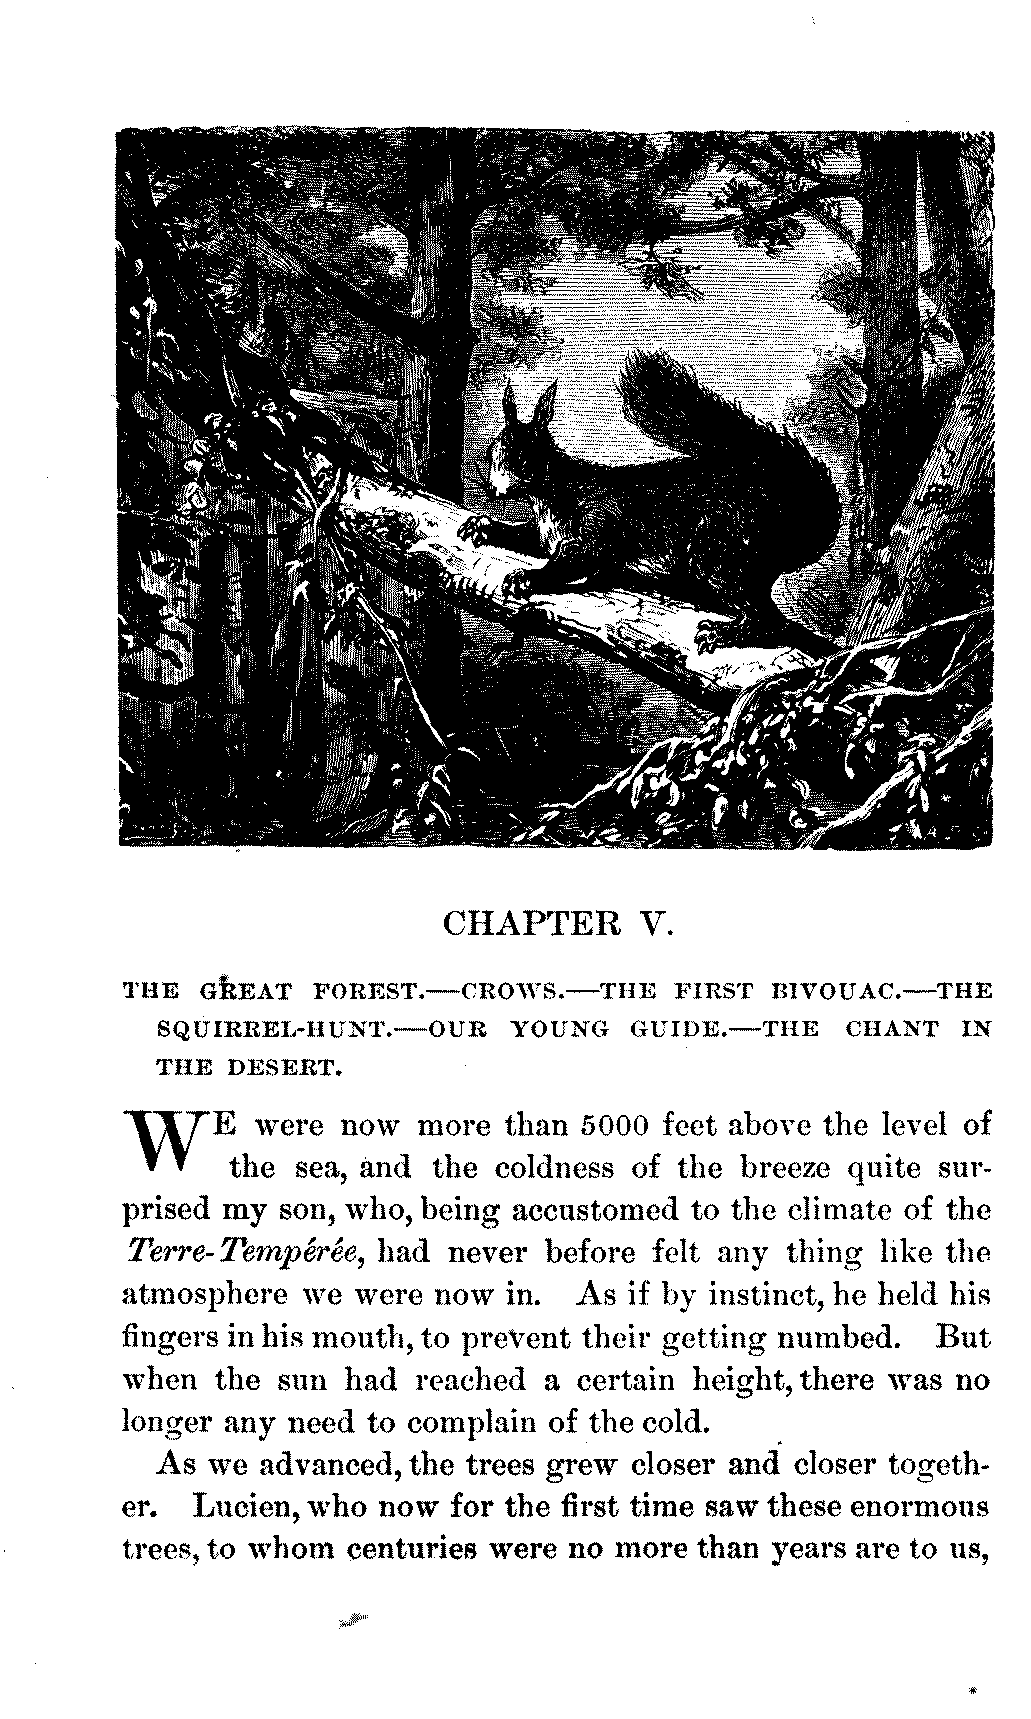 CHAPTER V.
THE GREAT FOREST.—CROWS.—THE FIRST BIVOUAC.—THE
SQUIRREL-HUNT.—OUR YOUNG GUIDE.—THE CHANT IN
THE DESERT.
WE were now more than 5000 feet above the level of
the sea, and the coldness of the breeze quite sur-
prised my son, who, being accustomed to the climate of the
Terre-Tempérée, had never before felt any thing like the
atmosphere we were now in. As if by instinct, he held his
fingers in his mouth, to prevent their getting numbed. But
when the sun had reached a certain height, there was no
longer any need to complain of the cold.
As we advanced, the trees grew closer and closer togeth-
er. Lucien, who now for the first time saw these enormous
trees, to whom centuries were no more than years are to us,